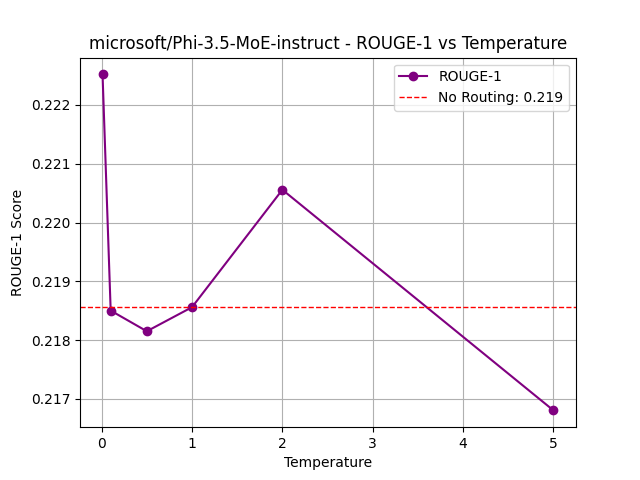 microsoft/Phi-3.5-MoE-instruct - ROUGE-1 vs Temperature
ROUGE-1
No Routing: 0.219
ROUGE-1 Score
0.222
0.221
0.220
0.219
0.218
0.217
0 1 2 3 4 5
Temperature